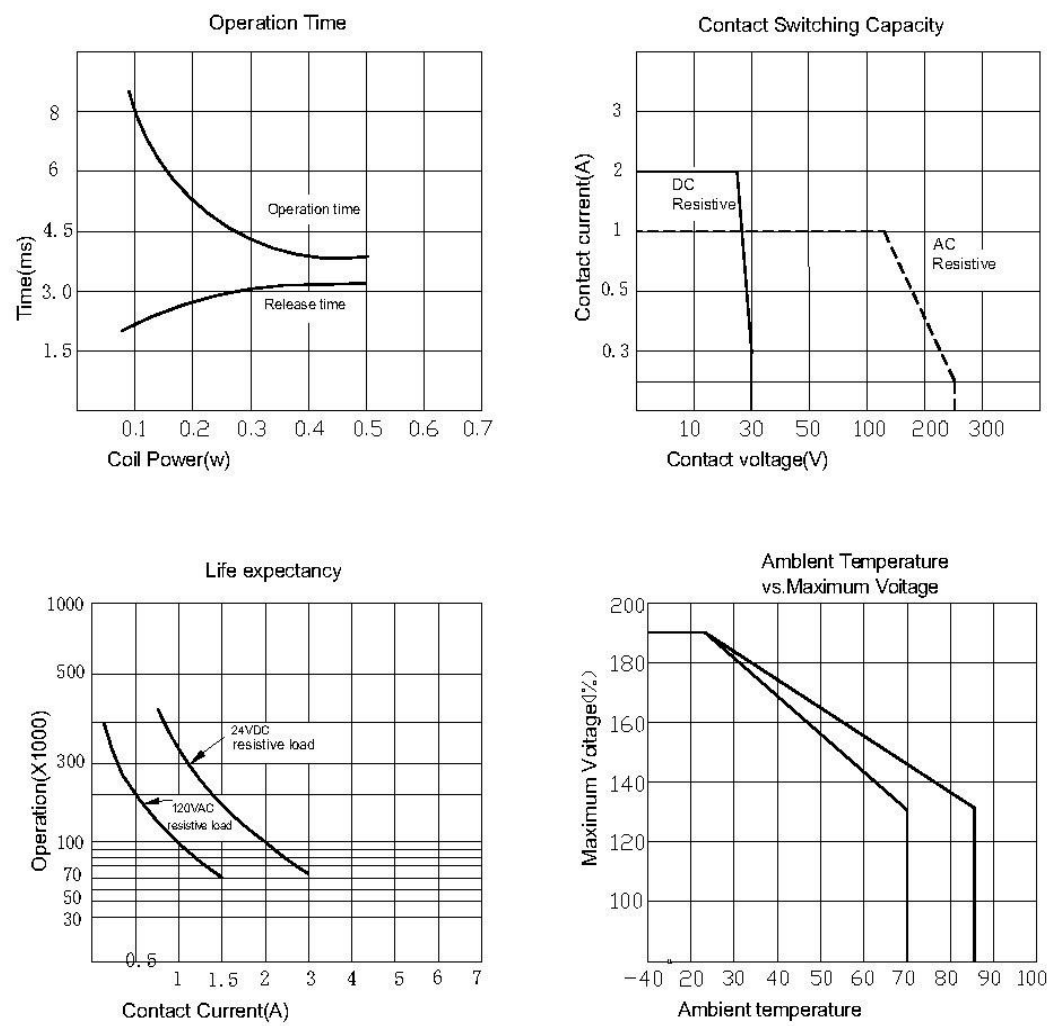 Operation Time
8
6
4.5
3.0
1.5
Time(ms)
Operation time
Release time
0.1 0.2 0.3 0.4 0.5 0.6 0.7
Coil Power(w)
Contact Switching Capacity
3
2
1
0.5
0.3
Contact current(A)
DC
Resistive
AC
Resistive
10 30 50 100 200 300
Contact voltage(V)
Life expectancy
1000
500
300
100
70
50
30
Operation(X1000)
24VDC
resistive load
120VAC
resistive load
0.5
1 1.5 2 3 4 5 6 7
Contact Current(A)
Amblent Temperature
vs.Maximum Voitage
200
180
160
140
120
100
Maximum Voitage(%)
-40 20 30 40 50 60 70 80 90 100
Ambient temperature